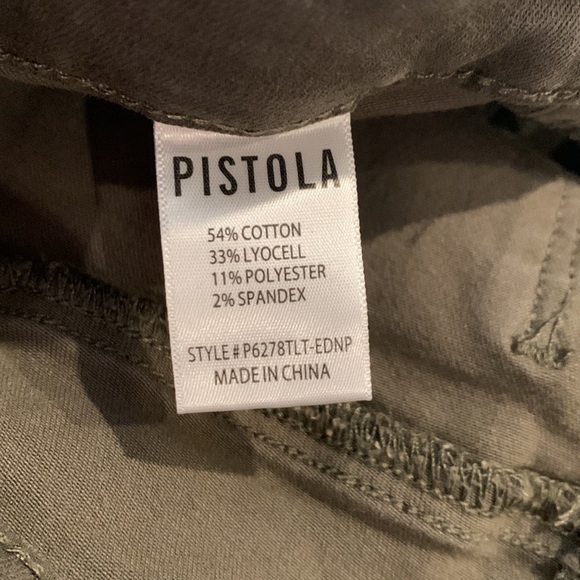 PISTOLA
54% COTTON
33% LYOCELL
11% POLYESTER
2% SPANDEX
STYLE # P6278TLT-EDNP
MADE IN CHINA